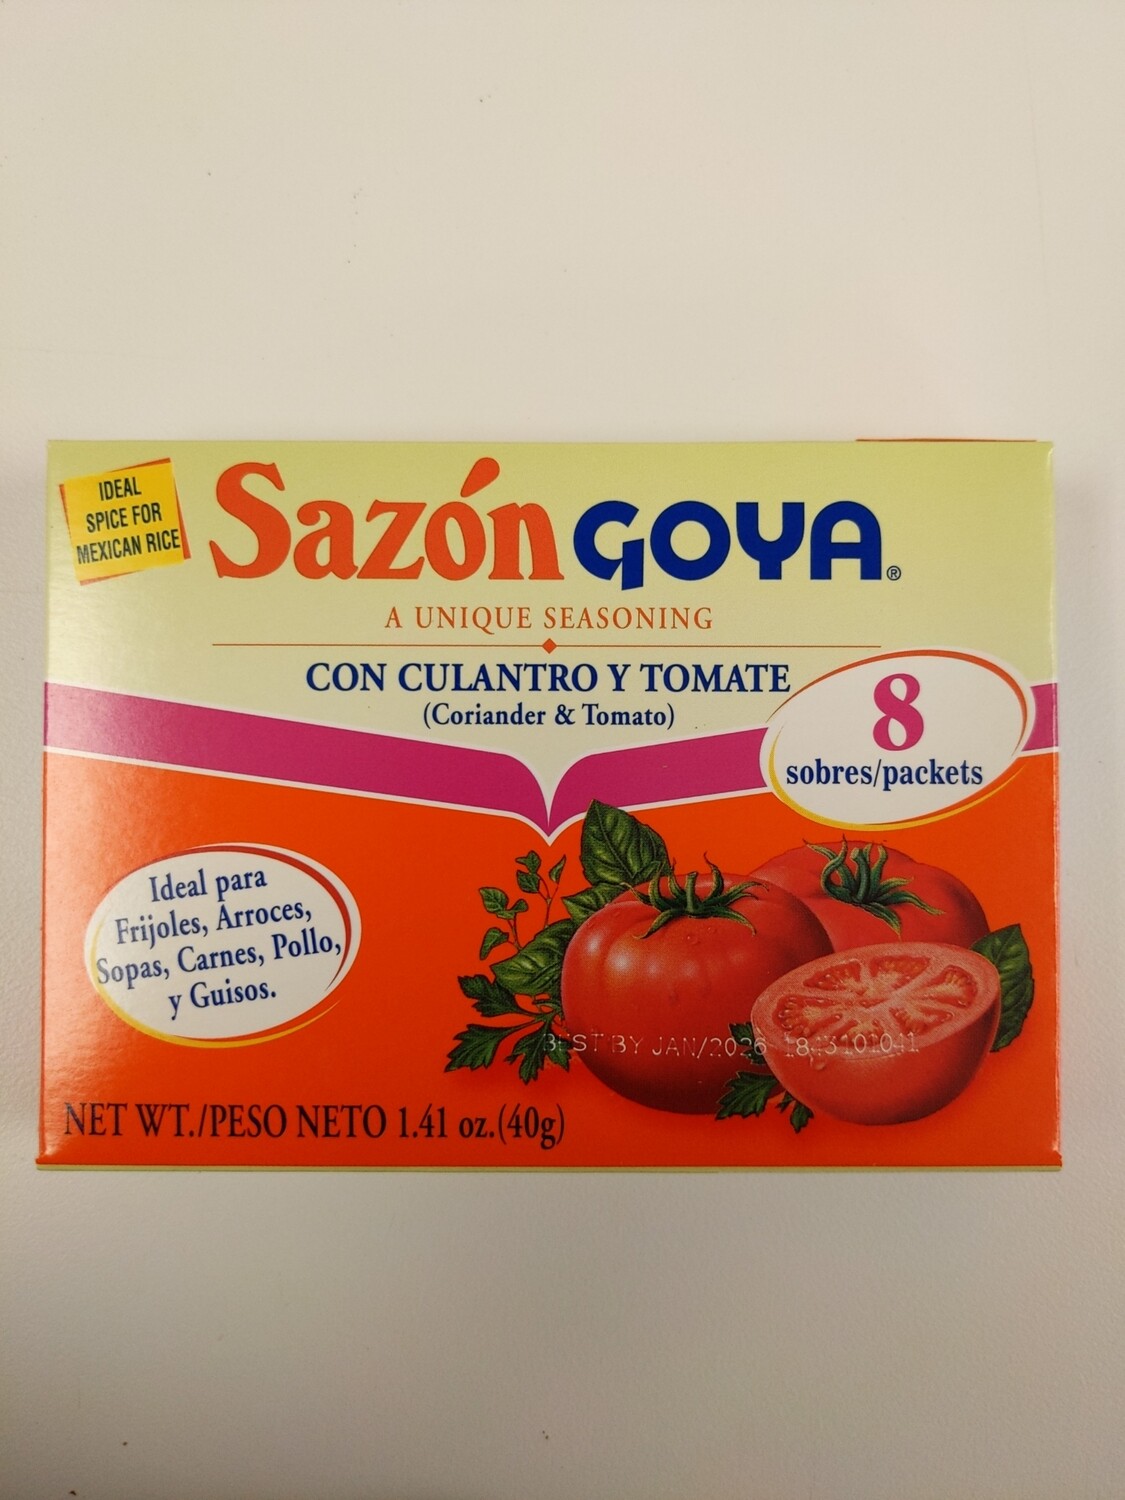 IDEAL
SPICE FOR
MEXICAN RICE
Sazón GOYA®
A UNIQUE SEASONING
CON CULANTRO Y TOMATE
(Coriander & Tomato)
8
sobres/packets
Ideal para
Frijoles, Arroces,
Sopas, Carnes, Pollo,
y Guisos.
BEST BY JAN/2026 1843101041
NET WT./PESO NETO 1.41 oz.(40g)